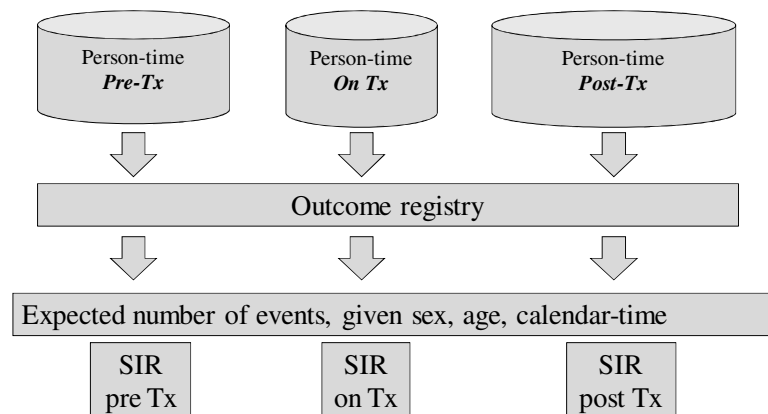 Person-time
Pre-Tx
Person-time
On Tx
Person-time
Post-Tx
Outcome registry
Expected number of events, given sex, age, calendar-time
SIR
pre Tx
SIR
on Tx
SIR
post Tx